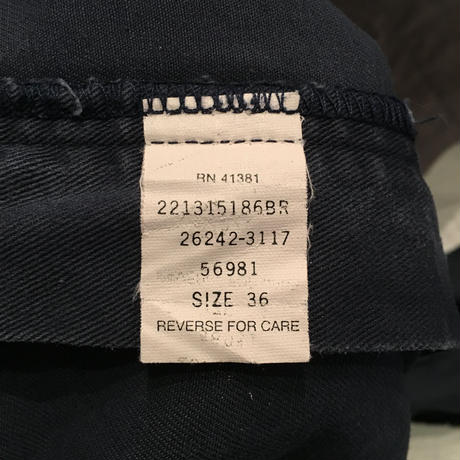 RN 41381
221315186BR
26242-3117
56981
SIZE 36
REVERSE FOR CARE